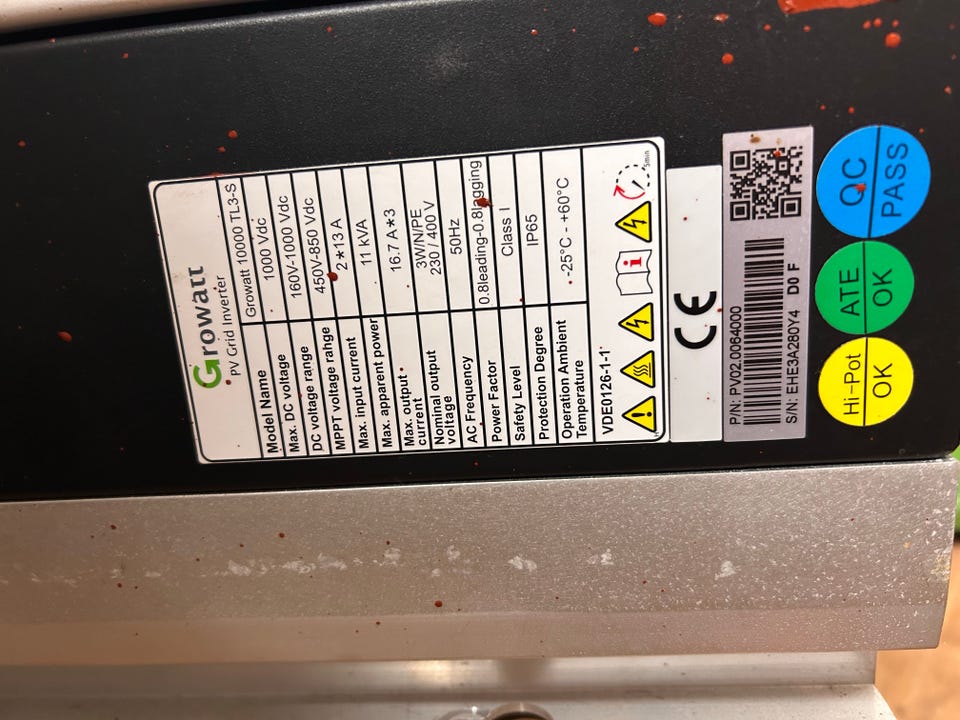 Growatt
PV Grid Inverter
Model Name Growatt 10000 TL3-S
Max. DC voltage 1000 Vdc
DC voltage range 160V-1000 Vdc
MPPT voltage range 450V-850 Vdc
Max. input current 2*13 A
Max. apparent power 11 kVA
Max. output current 16.7 A*3
Nominal output voltage 3W/N/PE 230 / 400 V
AC Frequency 50Hz
Power Factor 0.8leading-0.8lagging
Safety Level Class I
Protection Degree IP65
Operation Ambient Temperature -25°C - +60°C
VDE0126-1-1
5min
CE
P/N: PV02.0064000
S/N: EHE3A280Y4 D0 F
Hi-Pot OK
ATE OK
QC PASS